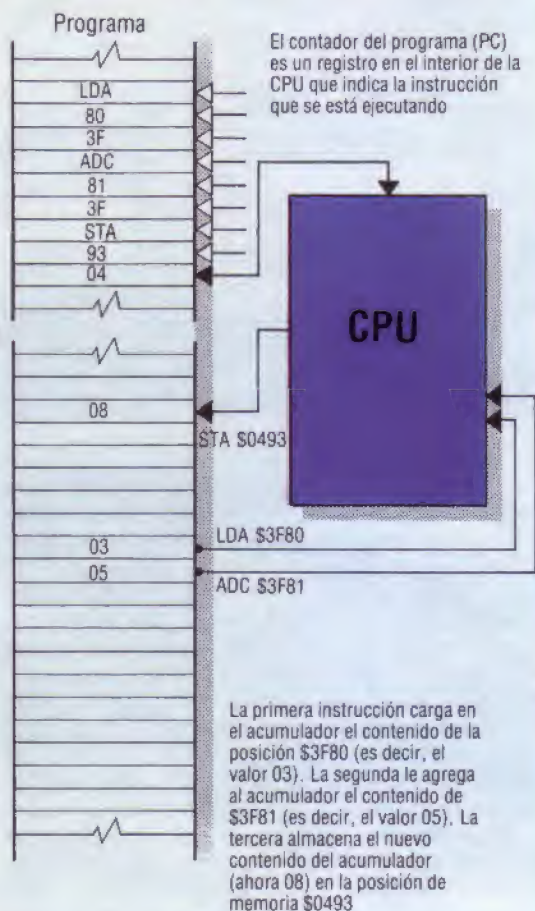 Programa
El contador del programa (PC)
es un registro en el interior de la
CPU que indica la instrucción
que se está ejecutando
LDA
80
3F
ADC
81
3F
STA
93
04
CPU
08
STA $0493
LDA $3F80
03
05
ADC $3F81
La primera instrucción carga en
el acumulador el contenido de la
posición $3F80 (es decir, el
valor 03). La segunda le agrega
al acumulador el contenido de
$3F81 (es decir, el valor 05). La
tercera almacena el nuevo
contenido del acumulador
(ahora 08) en la posición de
memoria $0493